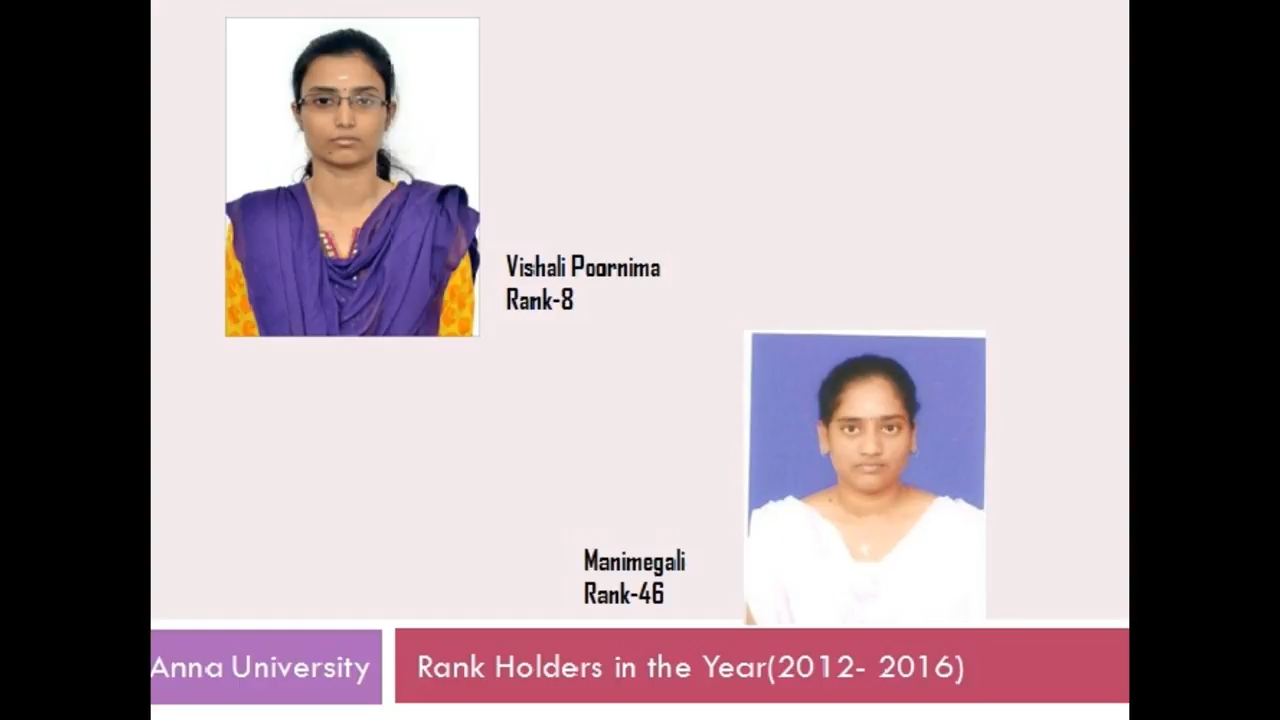 Vishali Poornima
Rank-8
Manimegali
Rank-46
Anna University
Rank Holders in the Year(2012- 2016)